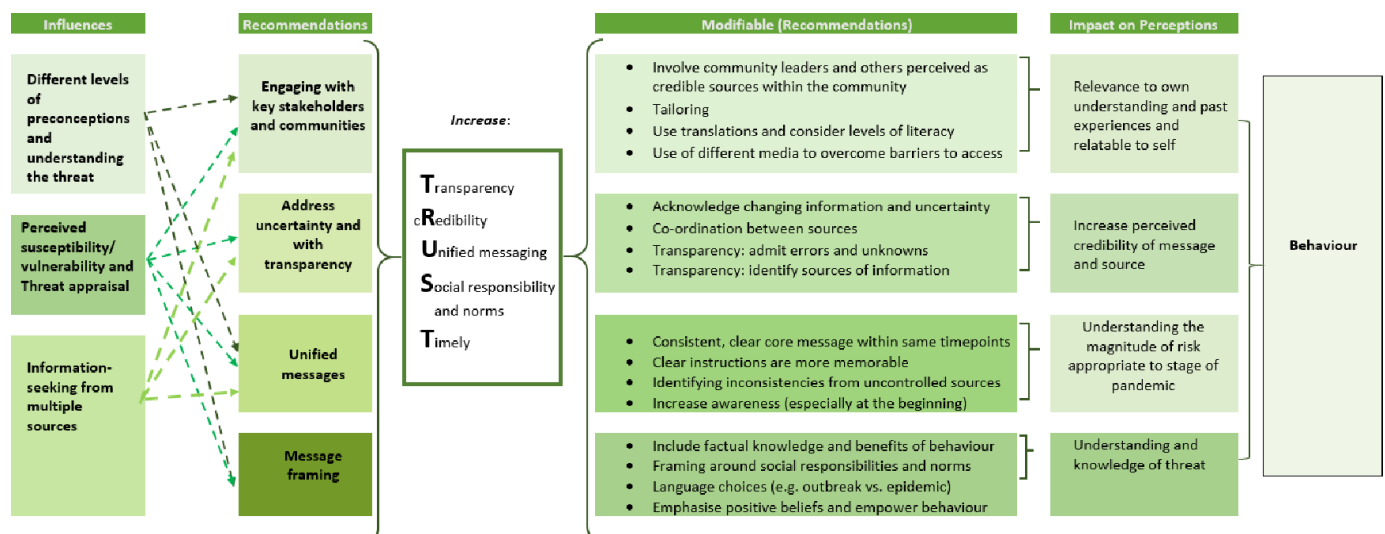 Influences
Recommendations
Modifiable (Recommendations)
Impact on Perceptions
Different levels
of
preconceptions
and
understanding
the threat
Perceived
susceptibility/
vulnerability and
Threat appraisal
Information-
seeking from
multiple
sources
Engaging with
key stakeholders
and communities
Address
uncertainty and
with
transparency
Unified
messages
Message
framing
Increase:
Transparency
cRedibility
Unified messaging
Social responsibility
and norms
Timely
• Involve community leaders and others perceived as
credible sources within the community
• Tailoring
• Use translations and consider levels of literacy
• Use of different media to overcome barriers to access
• Acknowledge changing information and uncertainty
• Co-ordination between sources
• Transparency: admit errors and unknowns
• Transparency: identify sources of information
• Consistent, clear core message within same timepoints
• Clear instructions are more memorable
• Identifying inconsistencies from uncontrolled sources
• Increase awareness (especially at the beginning)
• Include factual knowledge and benefits of behaviour
• Framing around social responsibilities and norms
• Language choices (e.g. outbreak vs. epidemic)
• Emphasise positive beliefs and empower behaviour
Relevance to own
understanding and past
experiences and
relatable to self
Increase perceived
credibility of message
and source
Understanding the
magnitude of risk
appropriate to stage of
pandemic
Understanding and
knowledge of threat
Behaviour